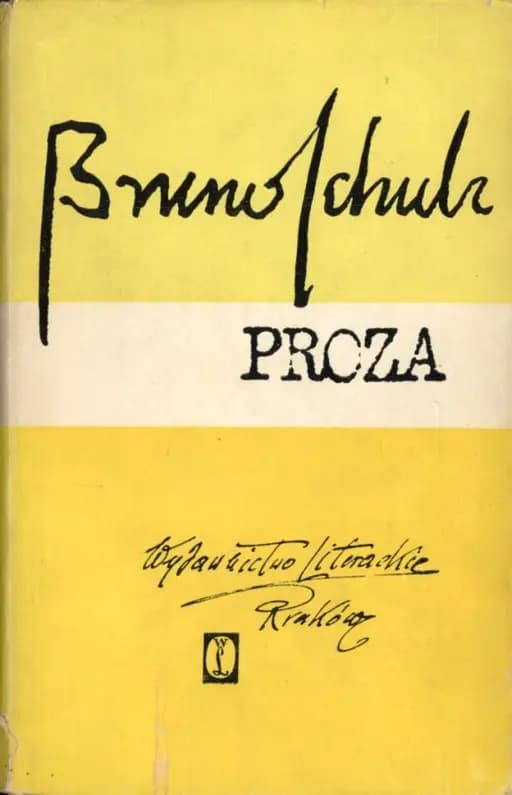 Bruno Schulz
PROZA
Wydawnictwo Literackie
Kraków
WL